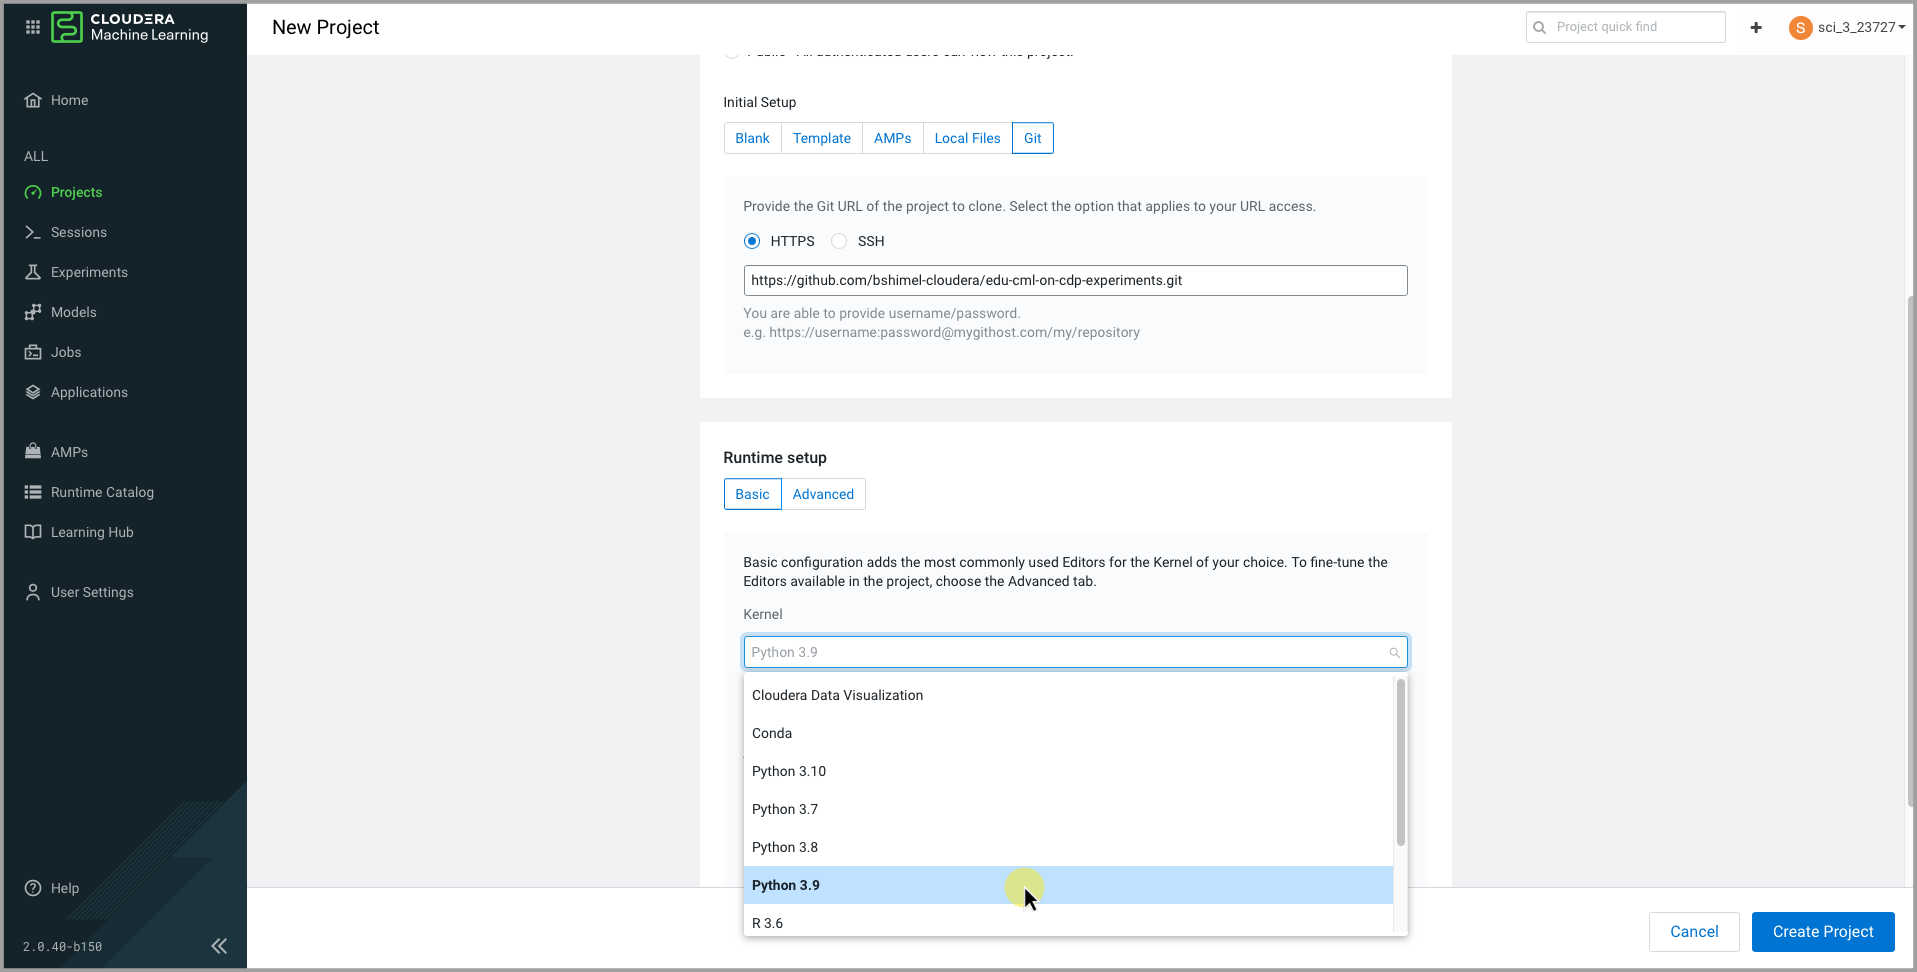 CLOUDERA
Machine Learning
New Project
Project quick find
S
sci_3_23727
Home
ALL
Projects
Sessions
Experiments
Models
Jobs
Applications
AMPs
Runtime Catalog
Learning Hub
User Settings
Help
2.0.40-b150
Initial Setup
Blank
Template
AMPs
Local Files
Git
Provide the Git URL of the project to clone. Select the option that applies to your URL access.
HTTPS
SSH
https://github.com/bshimel-cloudera/edu-cml-on-cdp-experiments.git
You are able to provide username/password.
e.g. https://username:password@mygithost.com/my/repository
Runtime setup
Basic
Advanced
Basic configuration adds the most commonly used Editors for the Kernel of your choice. To fine-tune the
Editors available in the project, choose the Advanced tab.
Kernel
Python 3.9
Cloudera Data Visualization
Conda
Python 3.10
Python 3.7
Python 3.8
Python 3.9
R 3.6
Cancel
Create Project